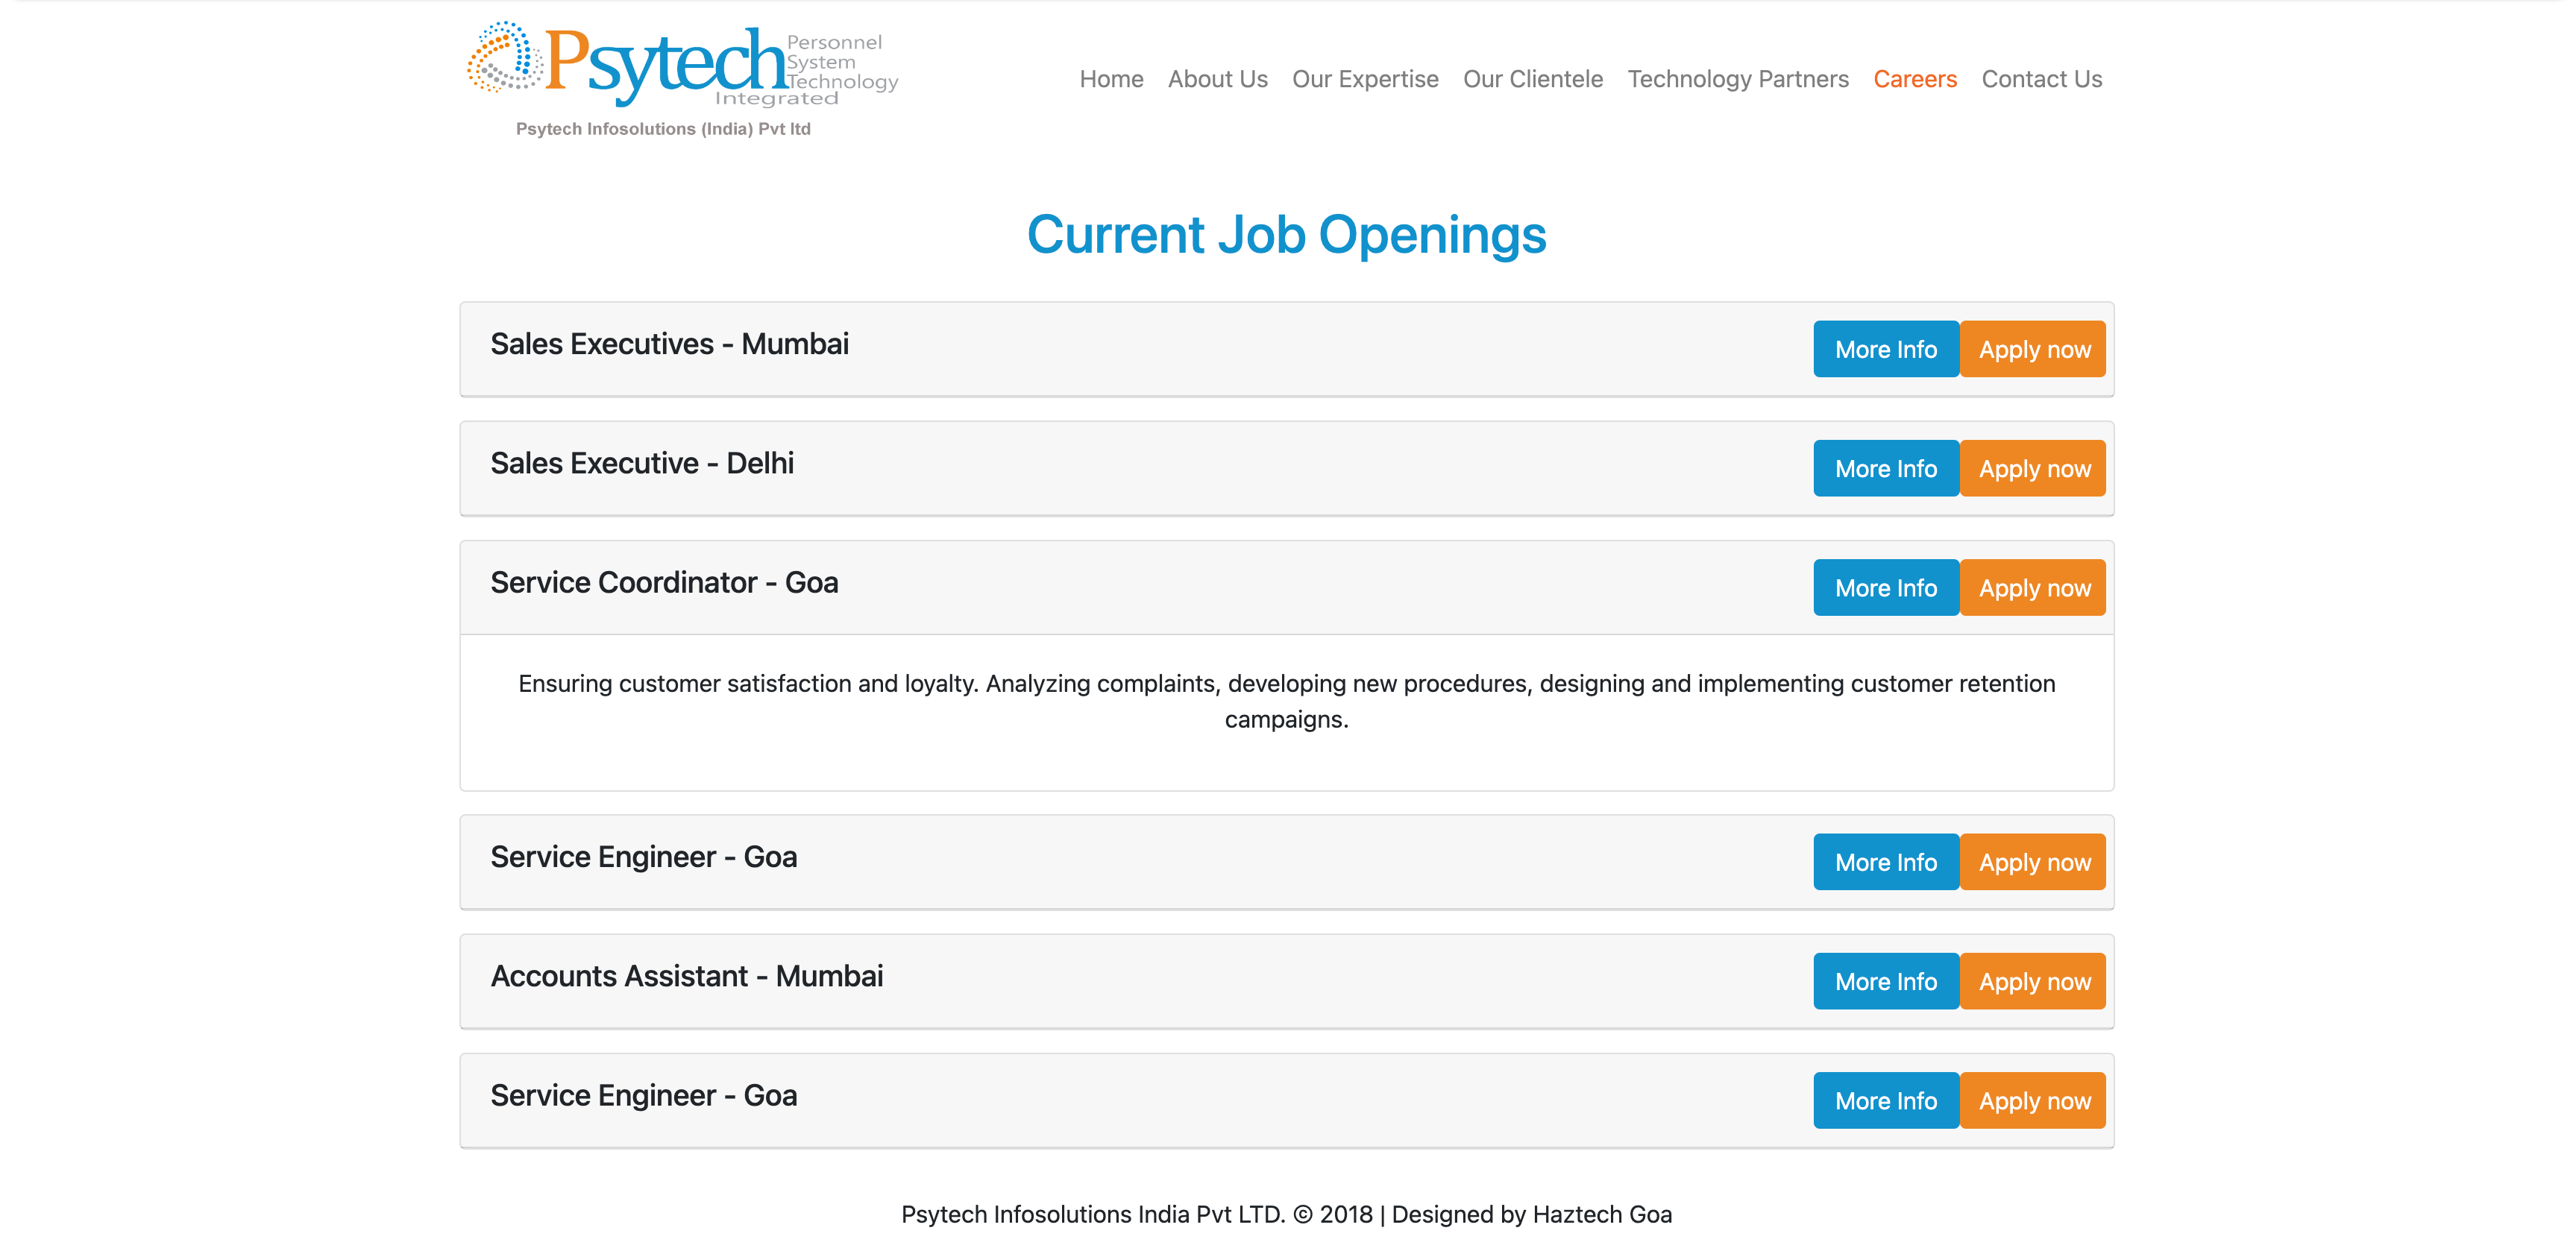 Psytech
Personnel
System
Technology
Integrated
Psytech Infosolutions (India) Pvt ltd
Home About Us Our Expertise Our Clientele Technology Partners Careers Contact Us
Current Job Openings
Sales Executives - Mumbai More Info Apply now
Sales Executive - Delhi More Info Apply now
Service Coordinator - Goa More Info Apply now
Ensuring customer satisfaction and loyalty. Analyzing complaints, developing new procedures, designing and implementing customer retention
campaigns.
Service Engineer - Goa More Info Apply now
Accounts Assistant - Mumbai More Info Apply now
Service Engineer - Goa More Info Apply now
Psytech Infosolutions India Pvt LTD. © 2018 | Designed by Haztech Goa